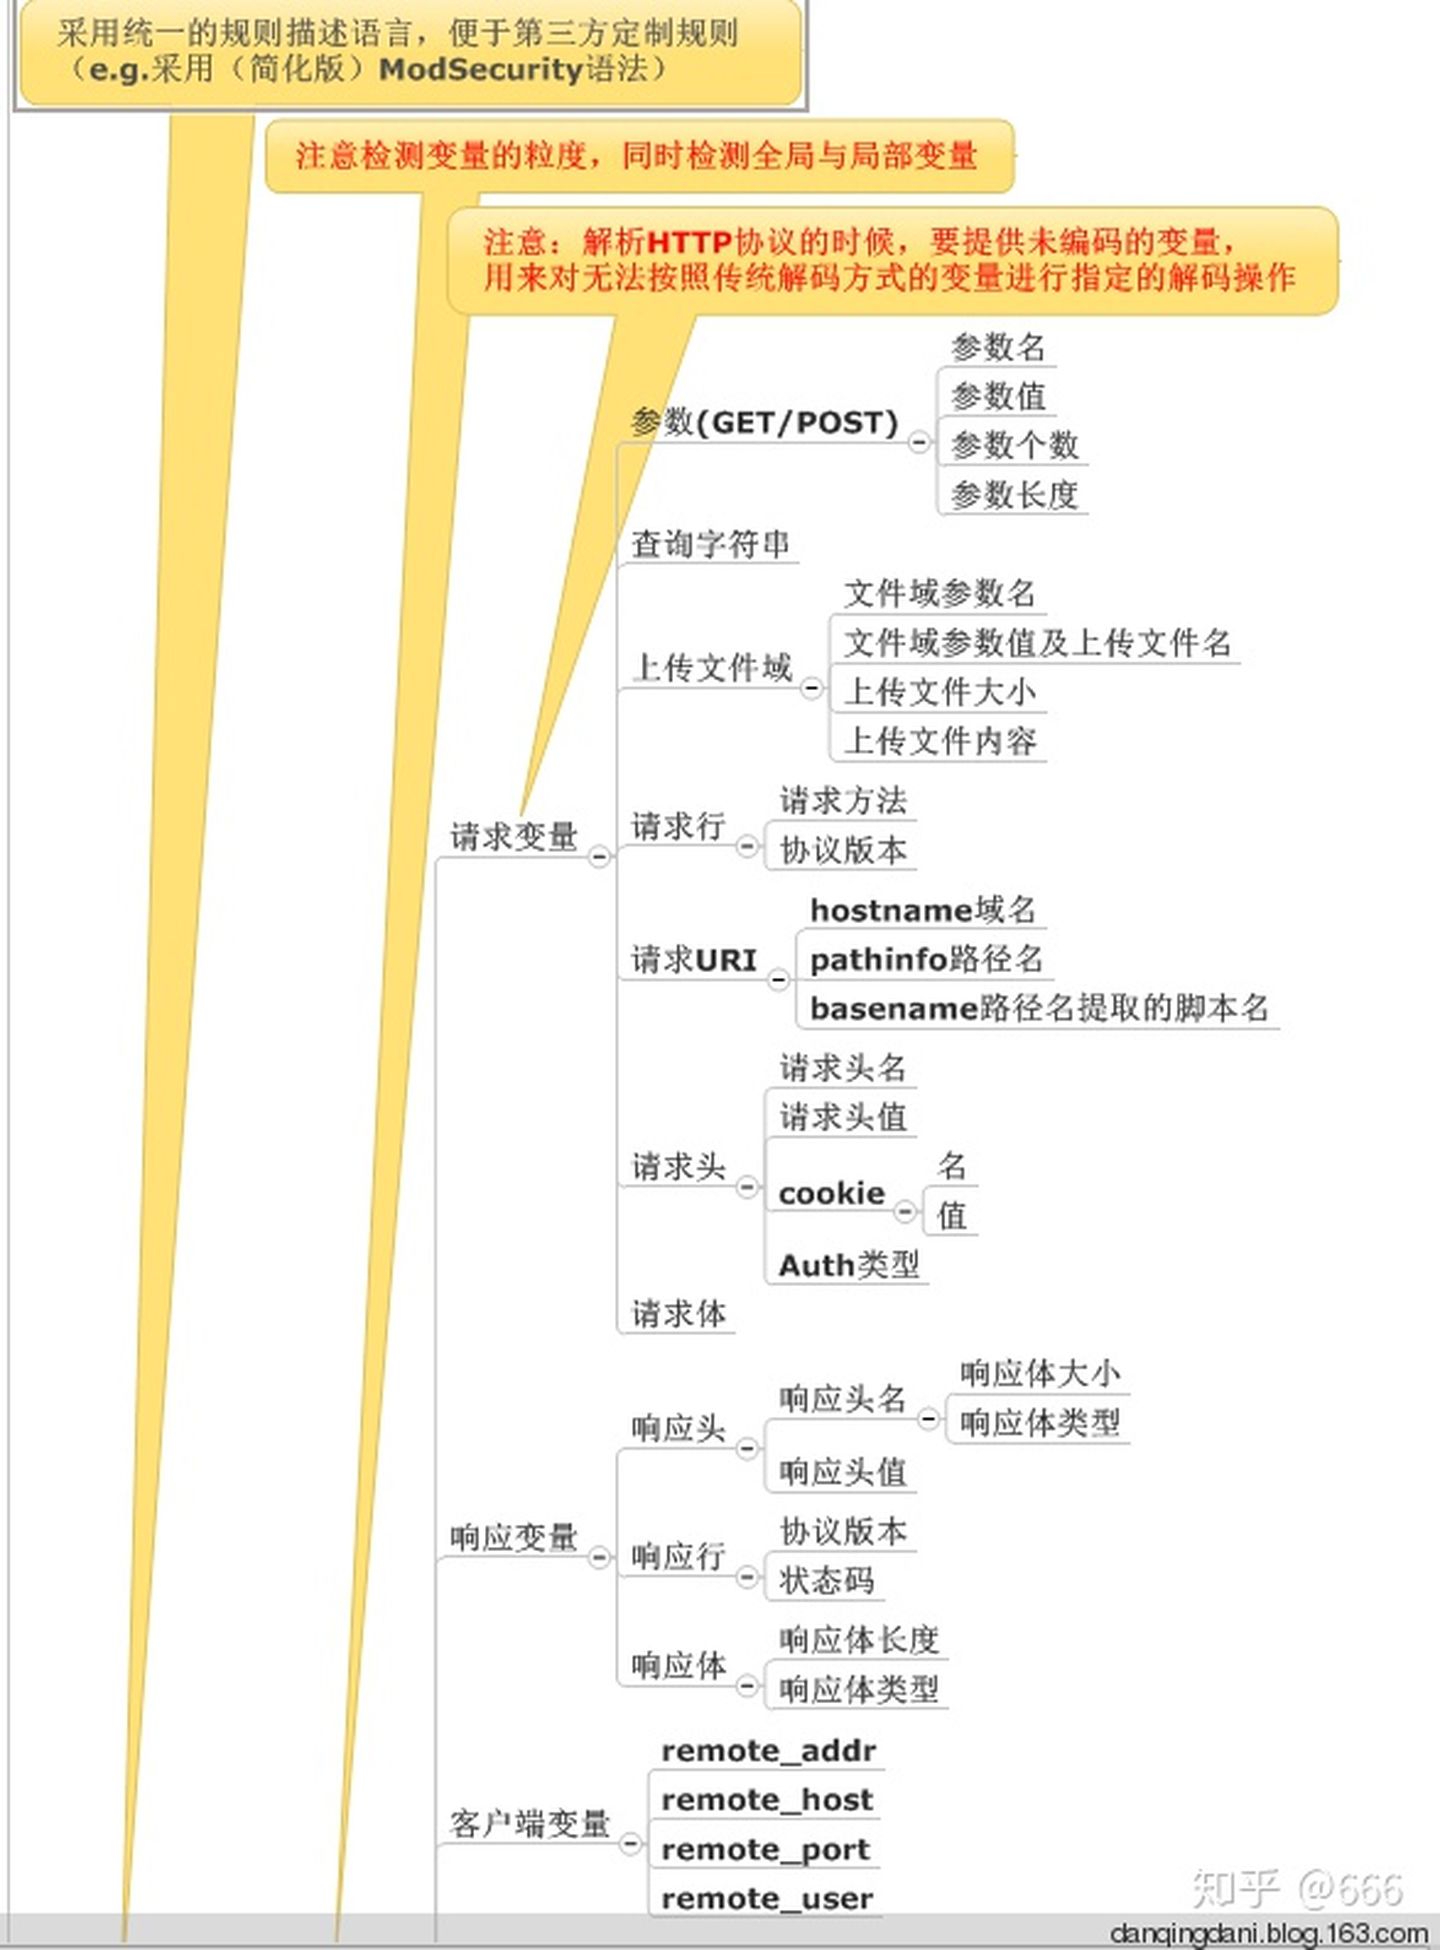 采用统一的规则描述语言，便于第三方定制规则
（e.g.采用（简化版）ModSecurity语法）
注意检测变量的粒度，同时检测全局与局部变量
注意：解析HTTP协议的时候，要提供未编码的变量，
用来对无法按照传统解码方式的变量进行指定的解码操作
参数(GET/POST)
参数名
参数值
参数个数
参数长度
查询字符串
上传文件域
文件域参数名
文件域参数值及上传文件名
上传文件大小
上传文件内容
请求变量
请求行
请求方法
协议版本
请求URI
hostname域名
pathinfo路径名
basename路径名提取的脚本名
请求头
请求头名
请求头值
cookie
名
值
Auth类型
请求体
响应变量
响应头
响应头名
响应体大小
响应体类型
响应头值
响应行
协议版本
状态码
响应体
响应体长度
响应体类型
客户端变量
remote_addr
remote_host
remote_port
remote_user
知乎 @666
danqingdani.blog.163.com